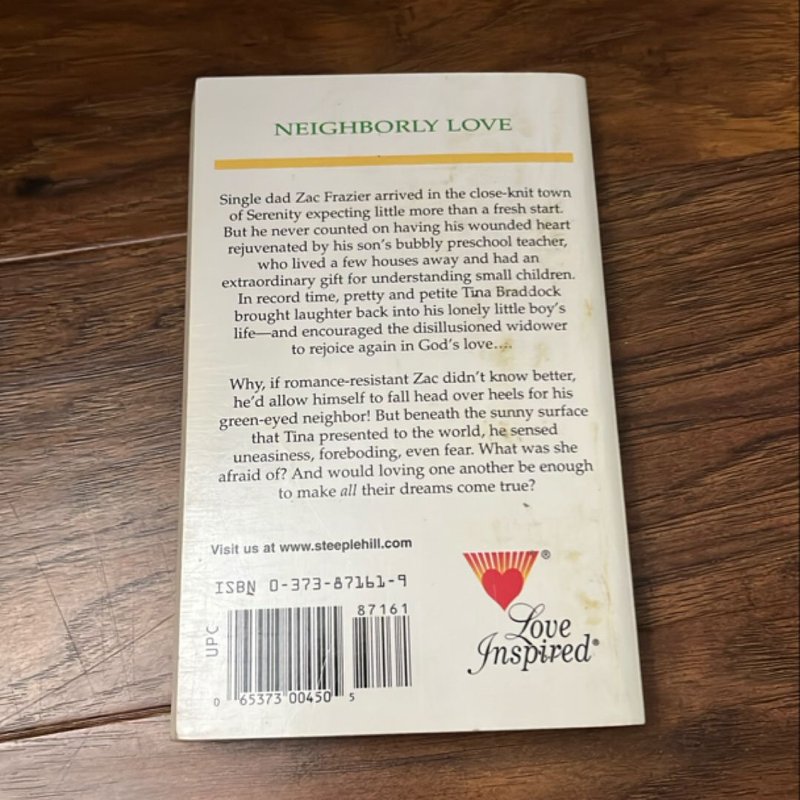 NEIGHBORLY LOVE
Single dad Zac Frazier arrived in the close-knit town
of Serenity expecting little more than a fresh start.
But he never counted on having his wounded heart
rejuvenated by his son's bubbly preschool teacher,
who lived a few houses away and had an
extraordinary gift for understanding small children.
In record time, pretty and petite Tina Braddock
brought laughter back into his lonely little boy's
life—and encouraged the disillusioned widower
to rejoice again in God's love....
Why, if romance-resistant Zac didn't know better,
he'd allow himself to fall head over heels for his
green-eyed neighbor! But beneath the sunny surface
that Tina presented to the world, he sensed
uneasiness, foreboding, even fear. What was she
afraid of? And would loving one another be enough
to make all their dreams come true?
Visit us at www.steeplehill.com
ISBN 0-373-87161-9
87161
UPC
0 65373 00450 5
®
Love
Inspired®